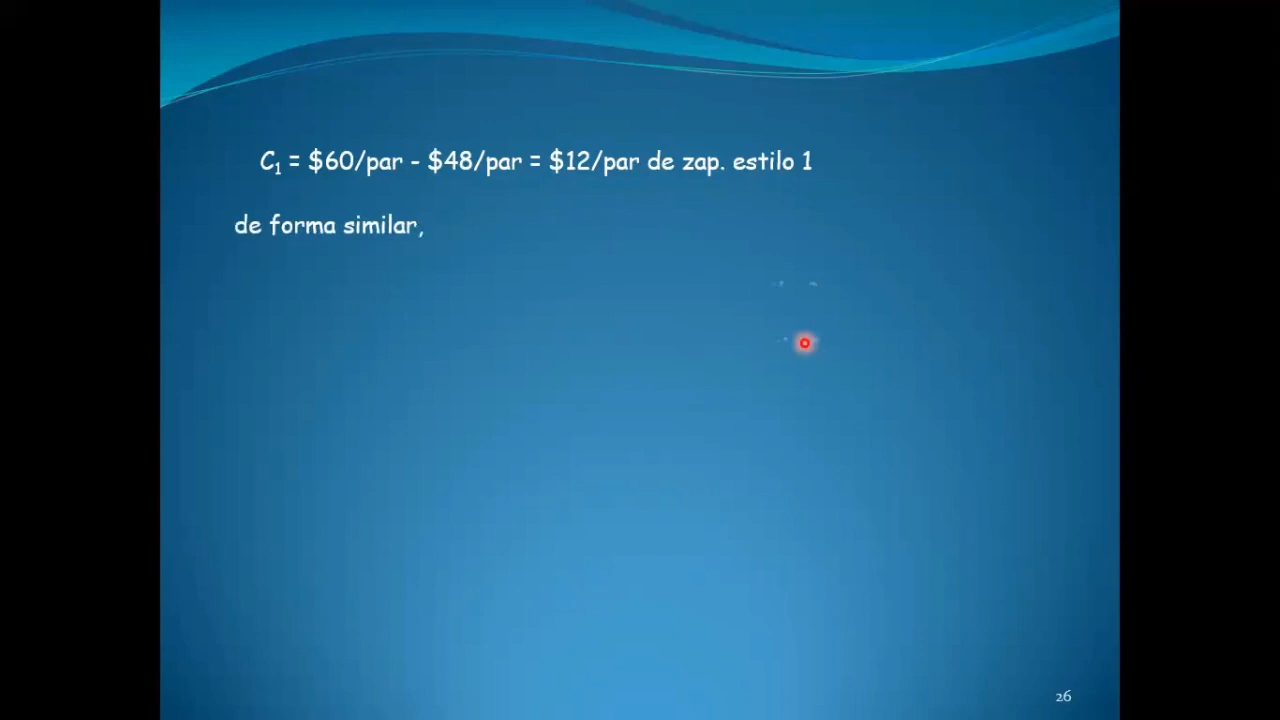 C₁ = $60/par - $48/par = $12/par de zap. estilo 1
de forma similar,
26